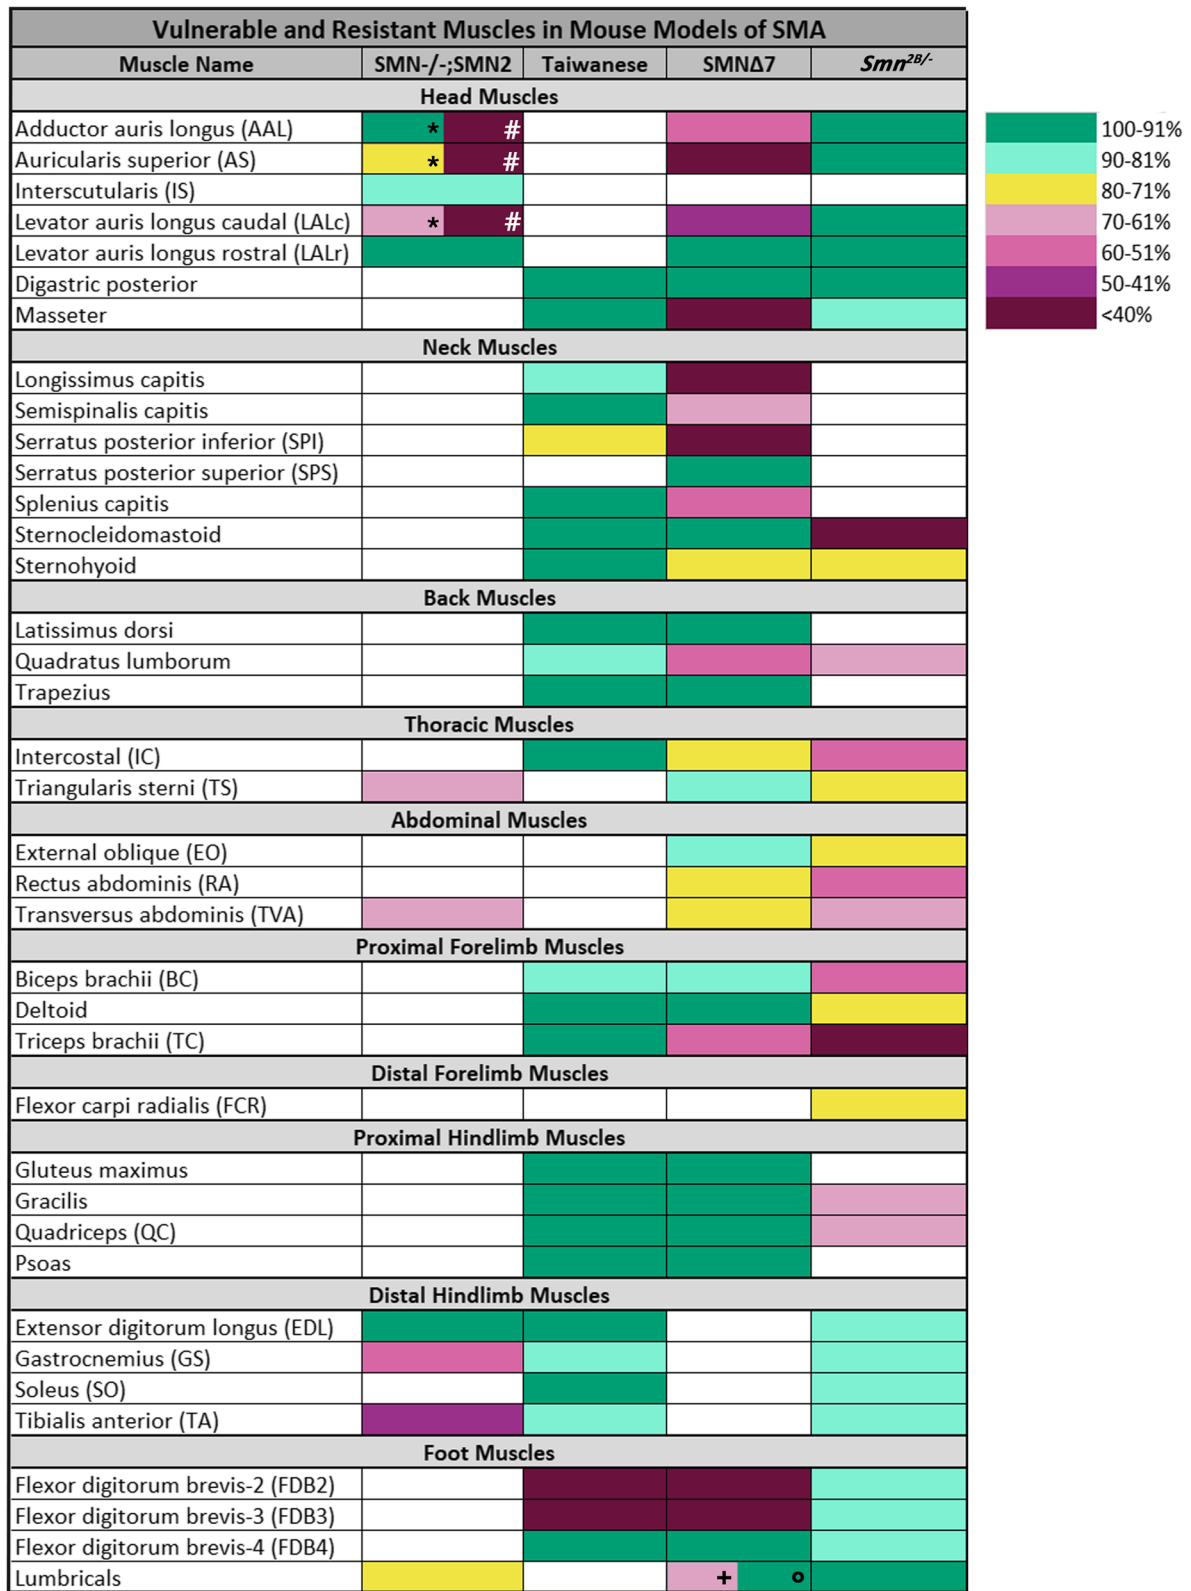 Vulnerable and Resistant Muscles in Mouse Models of SMA
Muscle Name SMN-/-;SMN2 Taiwanese SMNΔ7 Smn2B/-
Head Muscles
Adductor auris longus (AAL) * #
Auricularis superior (AS) * #
Interscutularis (IS)
Levator auris longus caudal (LALc) * #
Levator auris longus rostral (LALr)
Digastric posterior
Masseter
Neck Muscles
Longissimus capitis
Semispinalis capitis
Serratus posterior inferior (SPI)
Serratus posterior superior (SPS)
Splenius capitis
Sternocleidomastoid
Sternohyoid
Back Muscles
Latissimus dorsi
Quadratus lumborum
Trapezius
Thoracic Muscles
Intercostal (IC)
Triangularis sterni (TS)
Abdominal Muscles
External oblique (EO)
Rectus abdominis (RA)
Transversus abdominis (TVA)
Proximal Forelimb Muscles
Biceps brachii (BC)
Deltoid
Triceps brachii (TC)
Distal Forelimb Muscles
Flexor carpi radialis (FCR)
Proximal Hindlimb Muscles
Gluteus maximus
Gracilis
Quadriceps (QC)
Psoas
Distal Hindlimb Muscles
Extensor digitorum longus (EDL)
Gastrocnemius (GS)
Soleus (SO)
Tibialis anterior (TA)
Foot Muscles
Flexor digitorum brevis-2 (FDB2)
Flexor digitorum brevis-3 (FDB3)
Flexor digitorum brevis-4 (FDB4)
Lumbricals + o
100-91%
90-81%
80-71%
70-61%
60-51%
50-41%
<40%